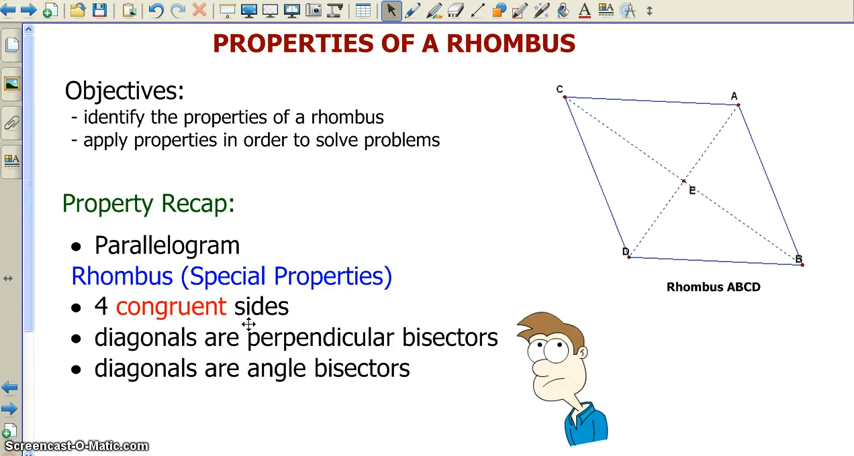 PROPERTIES OF A RHOMBUS
Objectives:
- identify the properties of a rhombus
- apply properties in order to solve problems
Property Recap:
• Parallelogram
Rhombus (Special Properties)
• 4 congruent sides
• diagonals are perpendicular bisectors
• diagonals are angle bisectors
C
A
E
D
B
Rhombus ABCD
Screencast-O-Matic.com